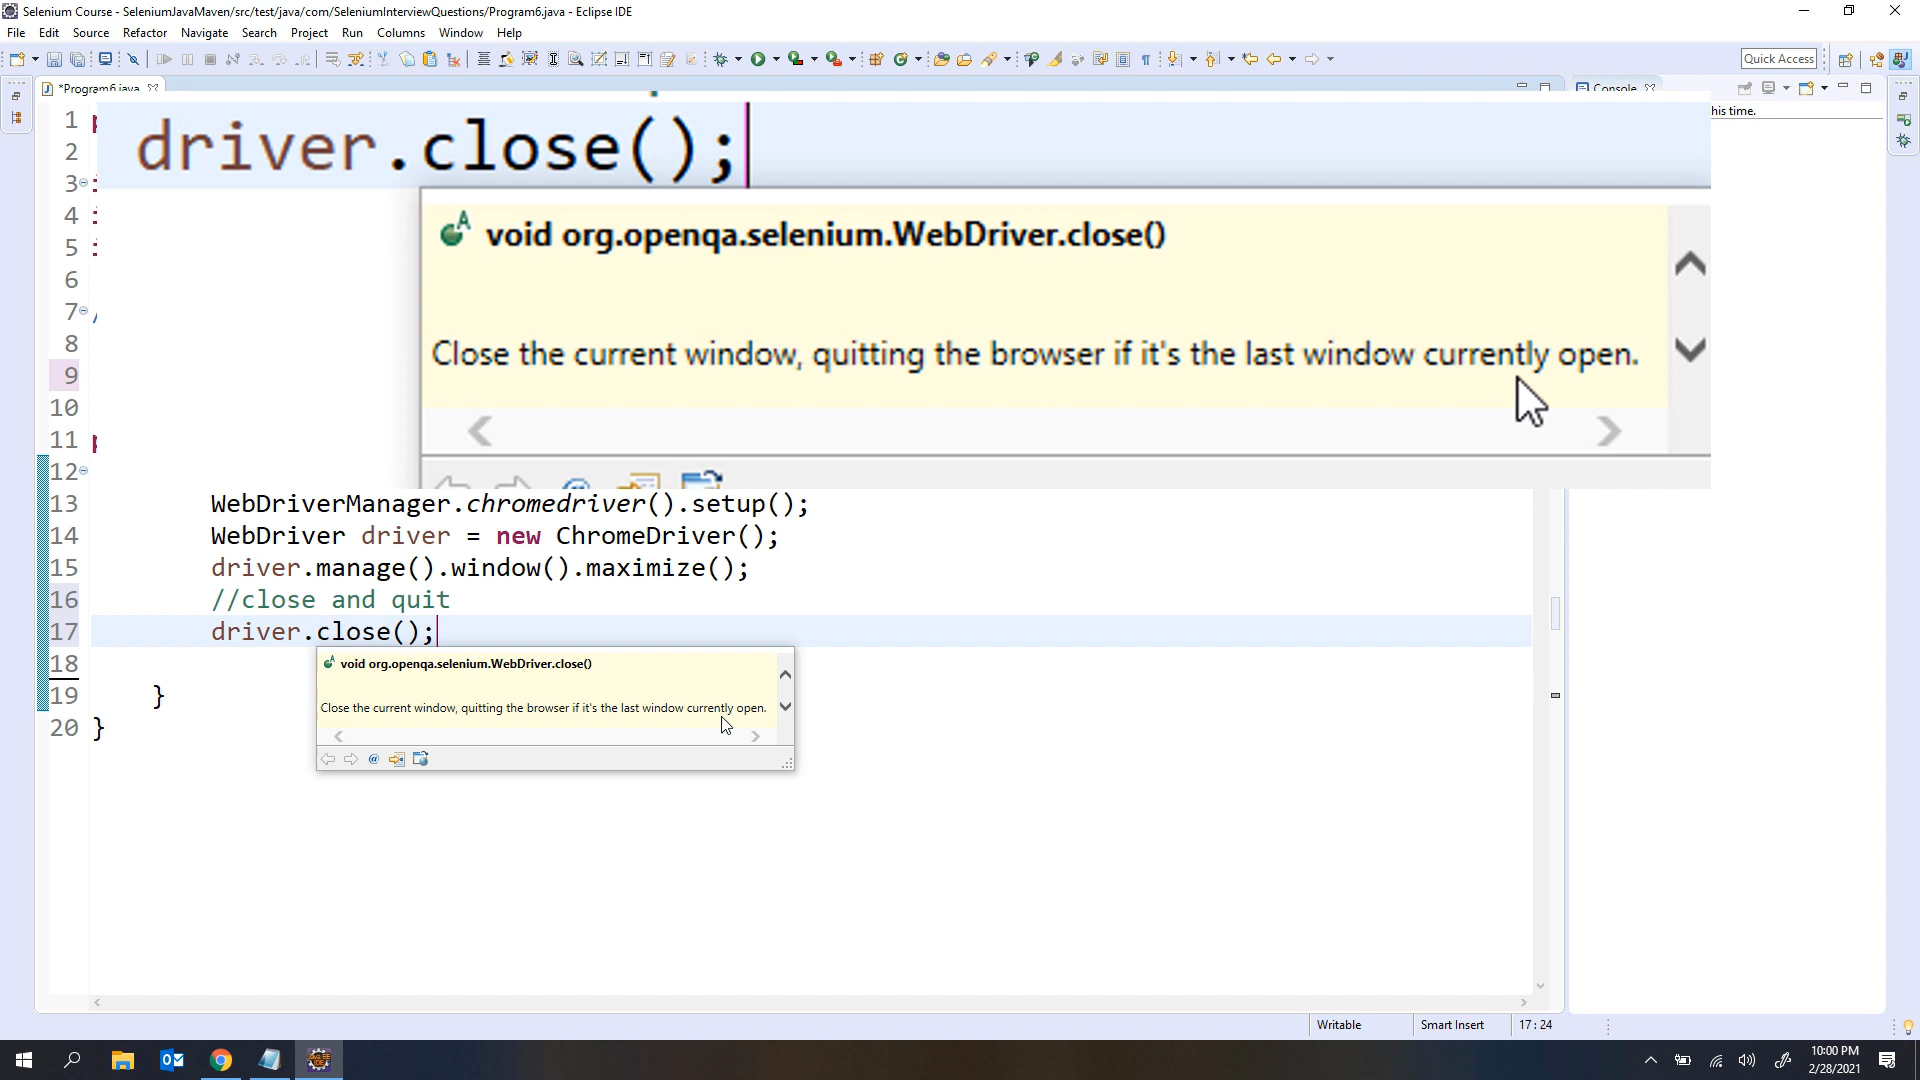 Selenium Course - SeleniumJavaMaven/src/test/java/com/SeleniumInterviewQuestions/Program6.java - Eclipse IDE
File Edit Source Refactor Navigate Search Project Run Columns Window Help
Quick Access
*Program6.java
Console
his time.
1
2
3
4
5
6
7
8
9
10
11
12
driver.close();
void org.openqa.selenium.WebDriver.close()
Close the current window, quitting the browser if it's the last window currently open.
13 WebDriverManager.chromedriver().setup();
14 WebDriver driver = new ChromeDriver();
15 driver.manage().window().maximize();
16 //close and quit
17 driver.close();
18
void org.openqa.selenium.WebDriver.close()
19 }
Close the current window, quitting the browser if it's the last window currently open.
20 }
Writable Smart Insert 17 : 24
10:00 PM
2/28/2021